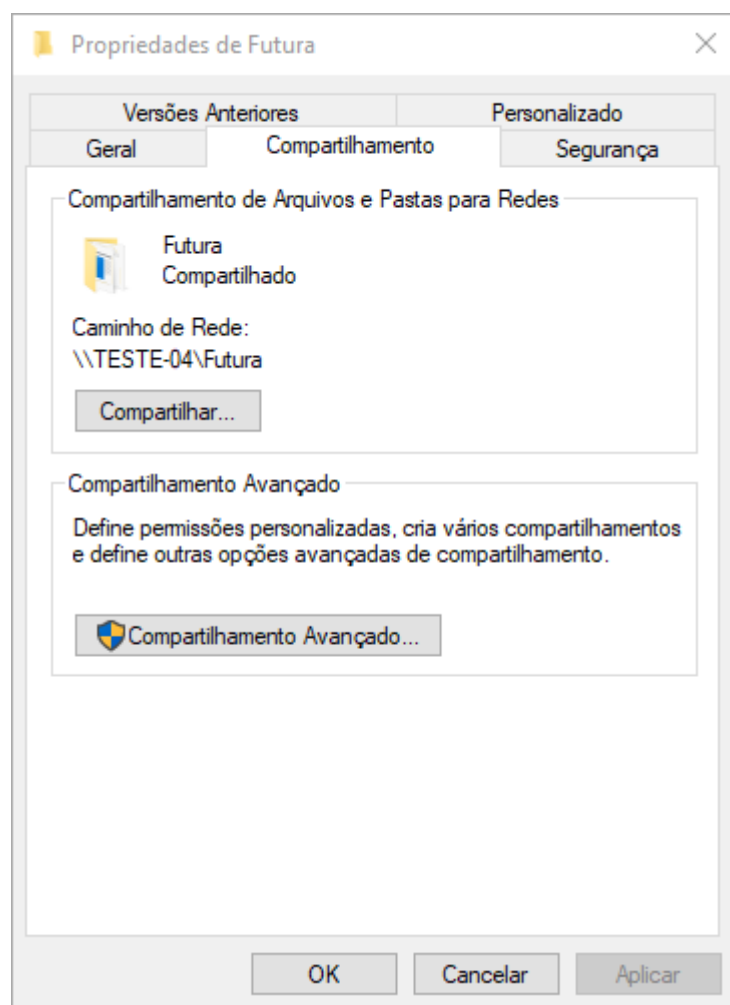 Propriedades de Futura
Versões Anteriores
Personalizado
Geral
Compartilhamento
Segurança
Compartilhamento de Arquivos e Pastas para Redes
Futura
Compartilhado
Caminho de Rede:
\\TESTE-04\Futura
Compartilhar...
Compartilhamento Avançado
Define permissões personalizadas, cria vários compartilhamentos
e define outras opções avançadas de compartilhamento.
Compartilhamento Avançado...
OK
Cancelar
Aplicar